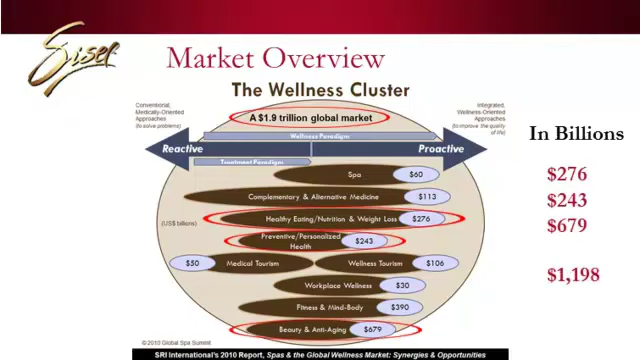 Sisel
Market Overview
The Wellness Cluster
Conventional,
Medically-Oriented
Approaches
(to solve problems)
A $1.9 trillion global market
Integrated,
Wellness-Oriented
Approaches
(to improve the quality
of life)
In Billions
Wellness Paradigm
Reactive
Proactive
Treatment Paradigm
Spa $60
$276
Complementary & Alternative Medicine $113
$243
(US$ billions)
Healthy Eating/Nutrition & Weight Loss $276
$679
Preventive/Personalized
Health $243
$50 Medical Tourism
Wellness Tourism $106
$1,198
Workplace Wellness $30
Fitness & Mind-Body $390
Beauty & Anti-Aging $679
©2010 Global Spa Summit
SRI International's 2010 Report, Spas & the Global Wellness Market: Synergies & Opportunities